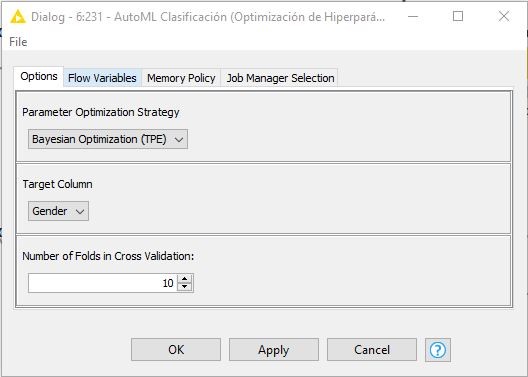 Dialog - 6:231 - AutoML Clasificación (Optimización de Hiperpará...
File
Options Flow Variables Memory Policy Job Manager Selection
Parameter Optimization Strategy
Bayesian Optimization (TPE)
Target Column
Gender
Number of Folds in Cross Validation:
10
OK Apply Cancel ?